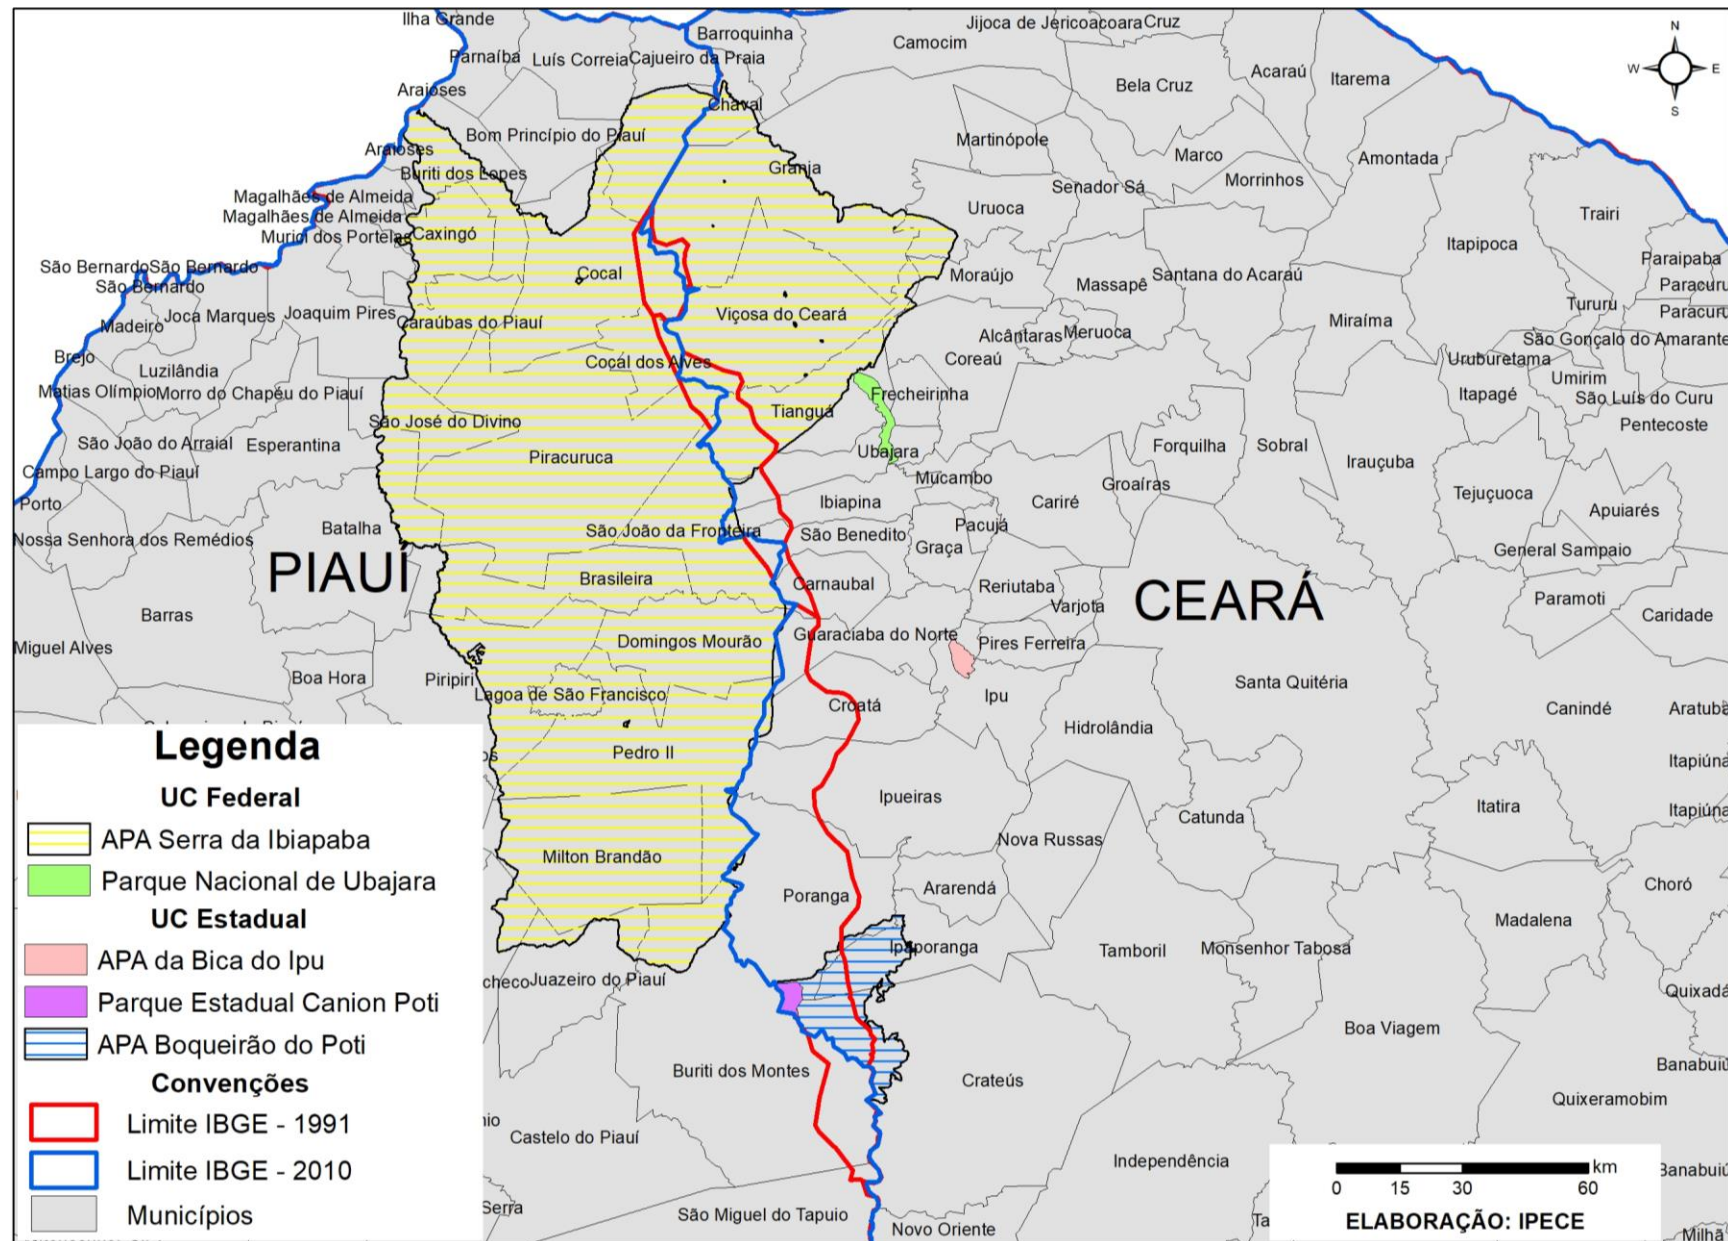 Ilha Grande
Jijoca de Jericoacoara
Cruz
Barroquinha
Camocim
N
W
E
S
Parnaíba
Luís Correia
Cajueiro da Praia
Acaraú
Itarema
Bela Cruz
Araioses
Chaval
Bom Princípio do Piauí
Martinópole
Marco
Amontada
Araioses
Buriti dos Lopes
Granja
Senador Sá
Morrinhos
Magalhães de Almeida
Magalhães de Almeida
Uruoca
Trairi
Murici dos Portelas
Caxingó
Itapipoca
São Bernardo
São Bernardo
São Bernardo
Cocal
Moraújo
Massapê
Santana do Acaraú
Paraipaba
Paracuru
Tururu
Paracuru
Madeiro
Joca Marques
Joaquim Pires
Caraúbas do Piauí
Viçosa do Ceará
Alcântaras
Meruoca
Miraíma
São Gonçalo do Amarante
Brejo
Luzilândia
Cocal dos Alves
Coreaú
Uruburetama
Umirim
Matias Olímpio
Morro do Chapéu do Piauí
Frecheirinha
Itapagé
São Luís do Curu
São José do Divino
Tianguá
Pentecoste
São João do Arraial
Esperantina
Piracuruca
Ubajara
Forquilha
Sobral
Irauçuba
Campo Largo do Piauí
Mucambo
Groaíras
Tejuçuoca
Porto
Ibiapina
Cariré
Apuiarés
Nossa Senhora dos Remédios
Batalha
São João da Fronteira
São Benedito
Pacujá
Graça
General Sampaio
PIAUÍ
Brasileira
Carnaubal
Reriutaba
CEARÁ
Varjota
Paramoti
Barras
Caridade
Miguel Alves
Domingos Mourão
Guaraciaba do Norte
Pires Ferreira
Boa Hora
Piripiri
Lagoa de São Francisco
Croatá
Ipu
Santa Quitéria
Canindé
Aratuba
Hidrolândia
Pedro II
Itapiúna
Ipueiras
Catunda
Itatira
Itapiúna
Nova Russas
Milton Brandão
Poranga
Ararendá
Choró
Madalena
Ipaporanga
Tamboril
Monsenhor Tabosa
Juazeiro do Piauí
Quixadá
Boa Viagem
Buriti dos Montes
Crateús
Banabuiú
Quixeramobim
Castelo do Piauí
Independência
Banabuiú
São Miguel do Tapuio
Novo Oriente
Milhã
Legenda
UC Federal
APA Serra da Ibiapaba
Parque Nacional de Ubajara
UC Estadual
APA da Bica do Ipu
Parque Estadual Canion Poti
APA Boqueirão do Poti
Convenções
Limite IBGE - 1991
Limite IBGE - 2010
Municípios
km
0 15 30 60
ELABORAÇÃO: IPECE